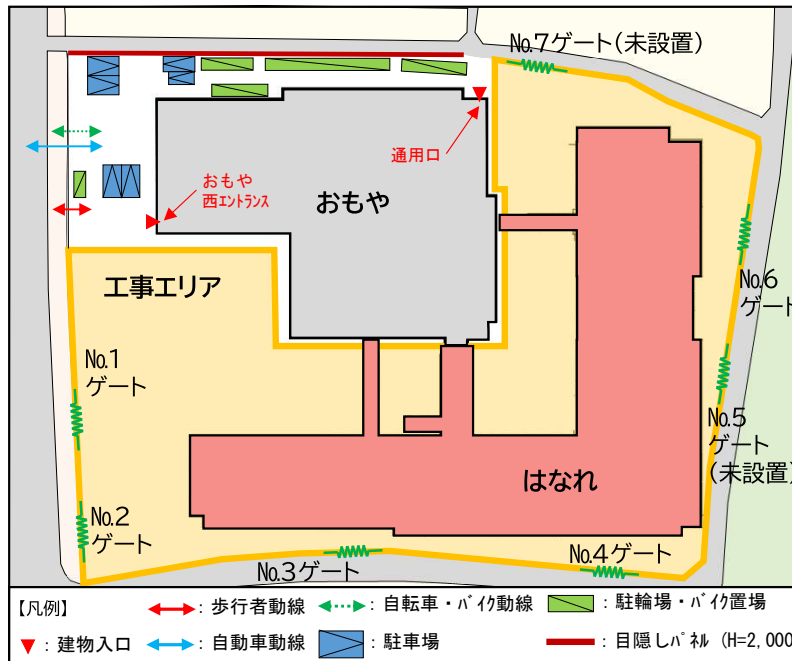 No.7ゲート(未設置)
通用口
おもや
西エントランス
おもや
工事エリア
No.6
ゲート
No.1
ゲート
No.5
ゲート
(未設置)
はなれ
No.2
ゲート
No.3ゲート
No.4ゲート
【凡例】
：歩行者動線
：自転車・バイク動線
：駐輪場・バイク置場
：建物入口
：自動車動線
：駐車場
：目隠しパネル (H=2,000